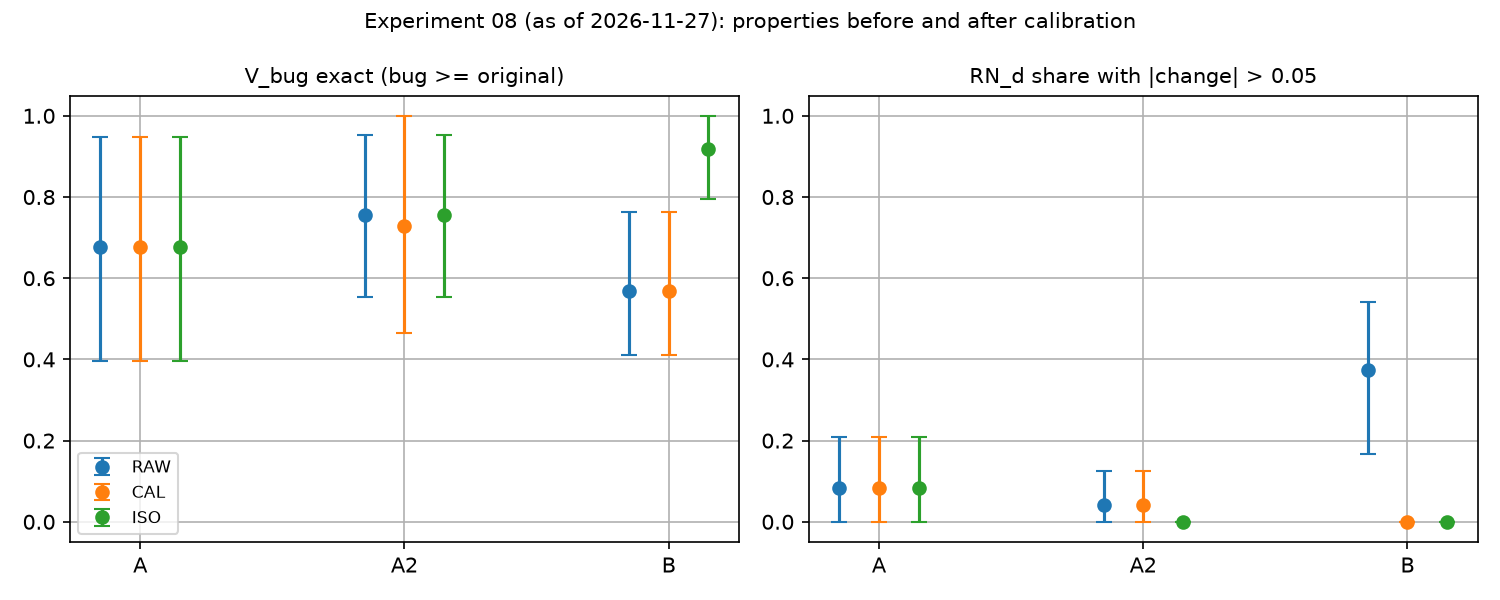 Experiment 08 (as of 2026-11-27): properties before and after calibration
V_bug exact (bug >= original)
1.0
0.8
0.6
0.4
0.2
0.0
RAW
CAL
ISO
A
A2
B
RN_d share with |change| > 0.05
1.0
0.8
0.6
0.4
0.2
0.0
A
A2
B